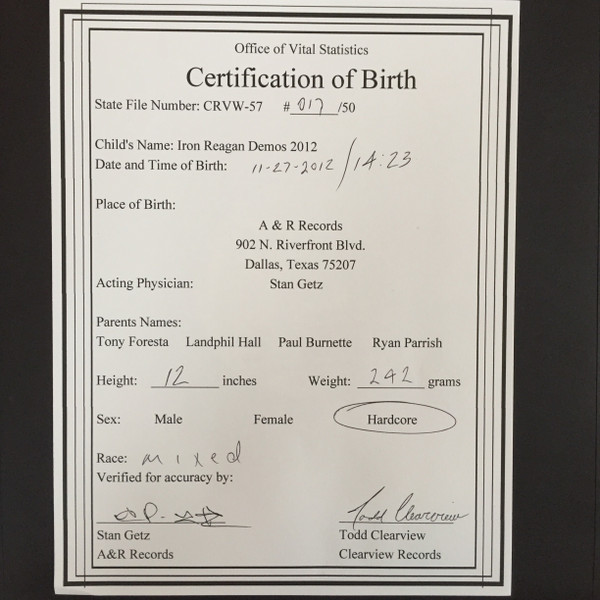 Office of Vital Statistics
Certification of Birth
State File Number: CRVW-57 # 017 /50
Child's Name: Iron Reagan Demos 2012
Date and Time of Birth: 11-27-2012 / 14:23
Place of Birth:
A & R Records
902 N. Riverfront Blvd.
Dallas, Texas 75207
Acting Physician: Stan Getz
Parents Names:
Tony Foresta Landphil Hall Paul Burnette Ryan Parrish
Height: 12 inches Weight: 242 grams
Sex: Male Female Hardcore
Race: mixed
Verified for accuracy by:
Todd Clearview
Stan Getz Todd Clearview
A&R Records Clearview Records